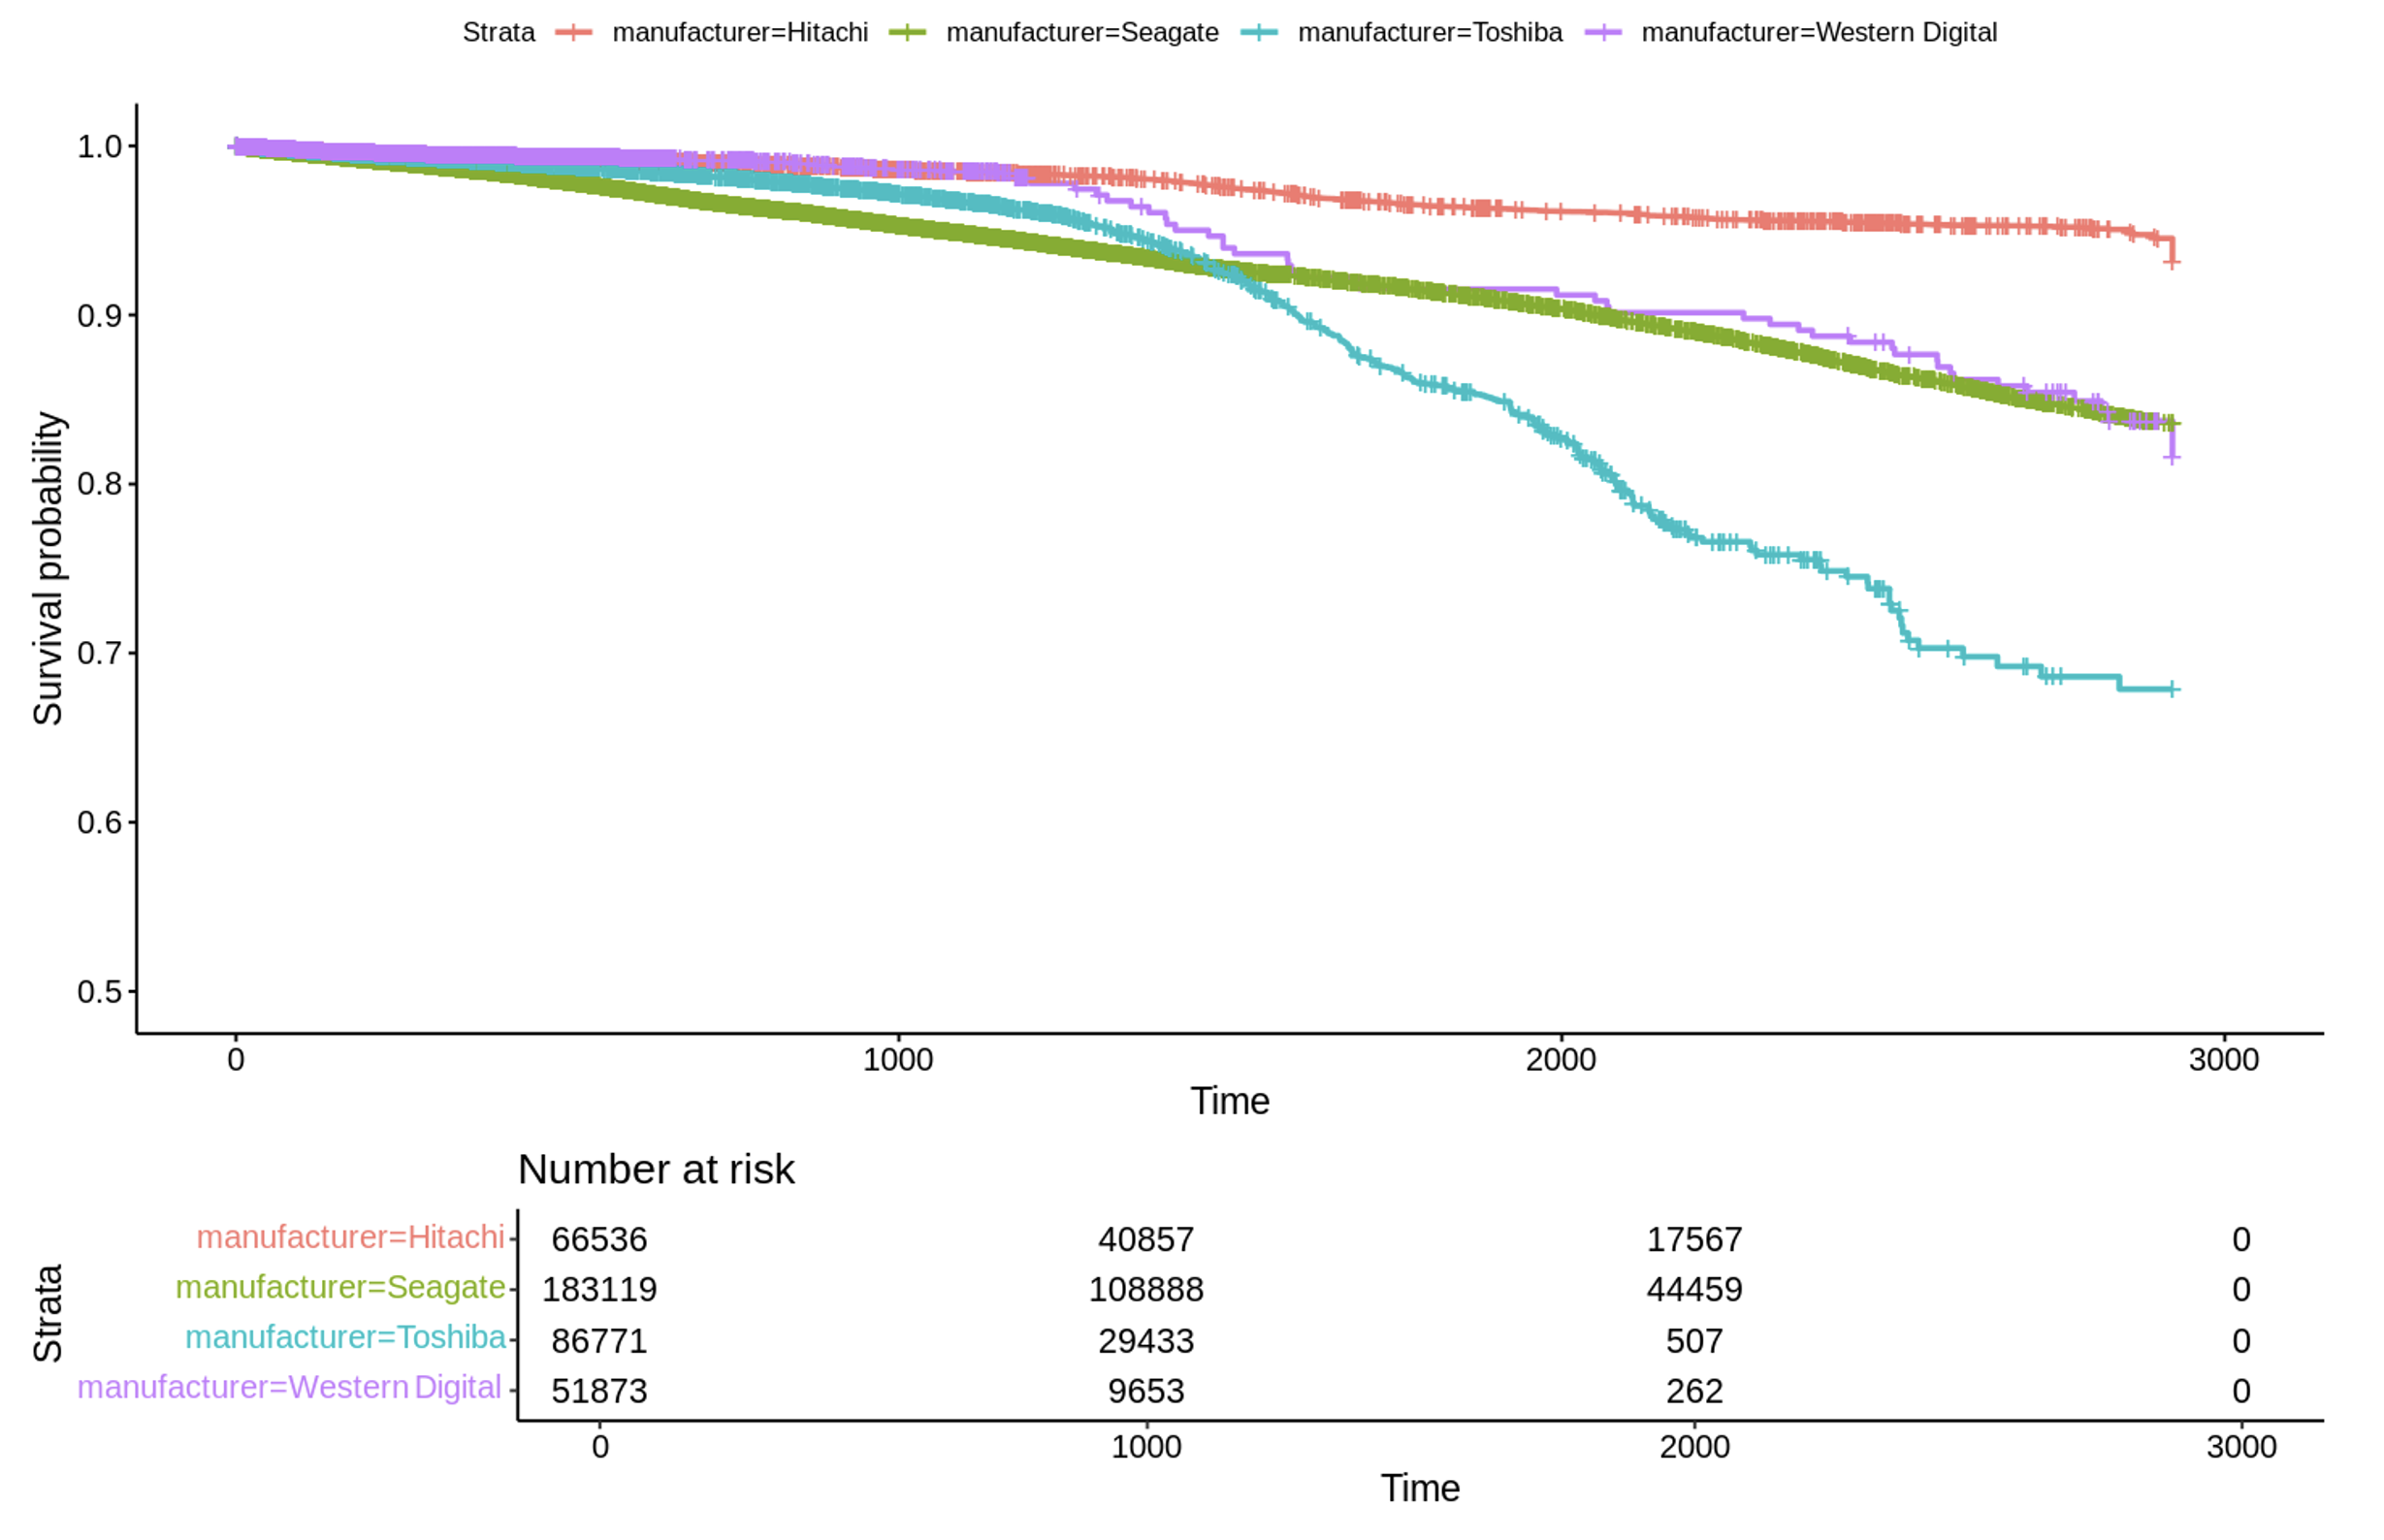 Strata manufacturer=Hitachi manufacturer=Seagate manufacturer=Toshiba manufacturer=Western Digital
1.0
0.9
0.8
0.7
0.6
0.5
Survival probability
0 1000 2000 3000
Time
Number at risk
Strata
manufacturer=Hitachi 66536 40857 17567 0
manufacturer=Seagate 183119 108888 44459 0
manufacturer=Toshiba 86771 29433 507 0
manufacturer=Western Digital 51873 9653 262 0
0 1000 2000 3000
Time